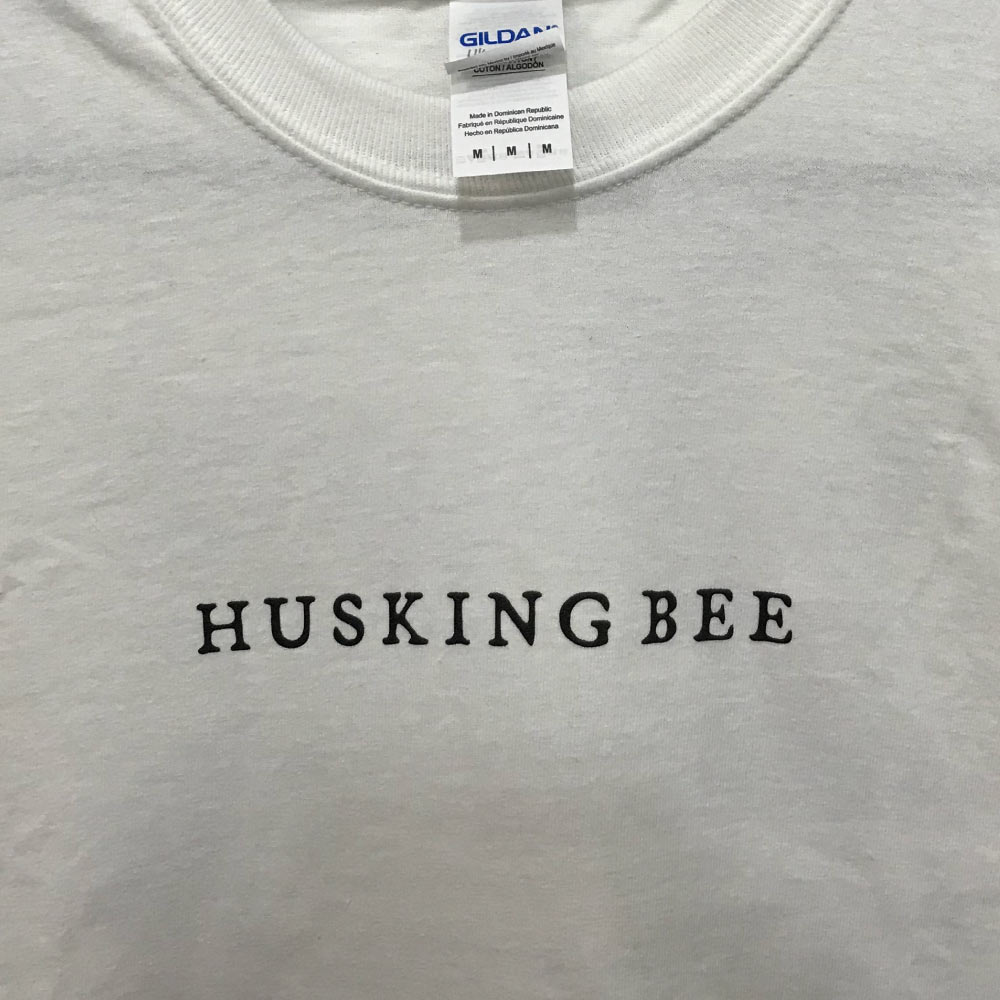 GILDAN
COTON / ALGODÓN
Made in Dominican Republic
Fabriqué en République Dominicaine
Hecho en República Dominicana
M | M | M
HUSKING BEE